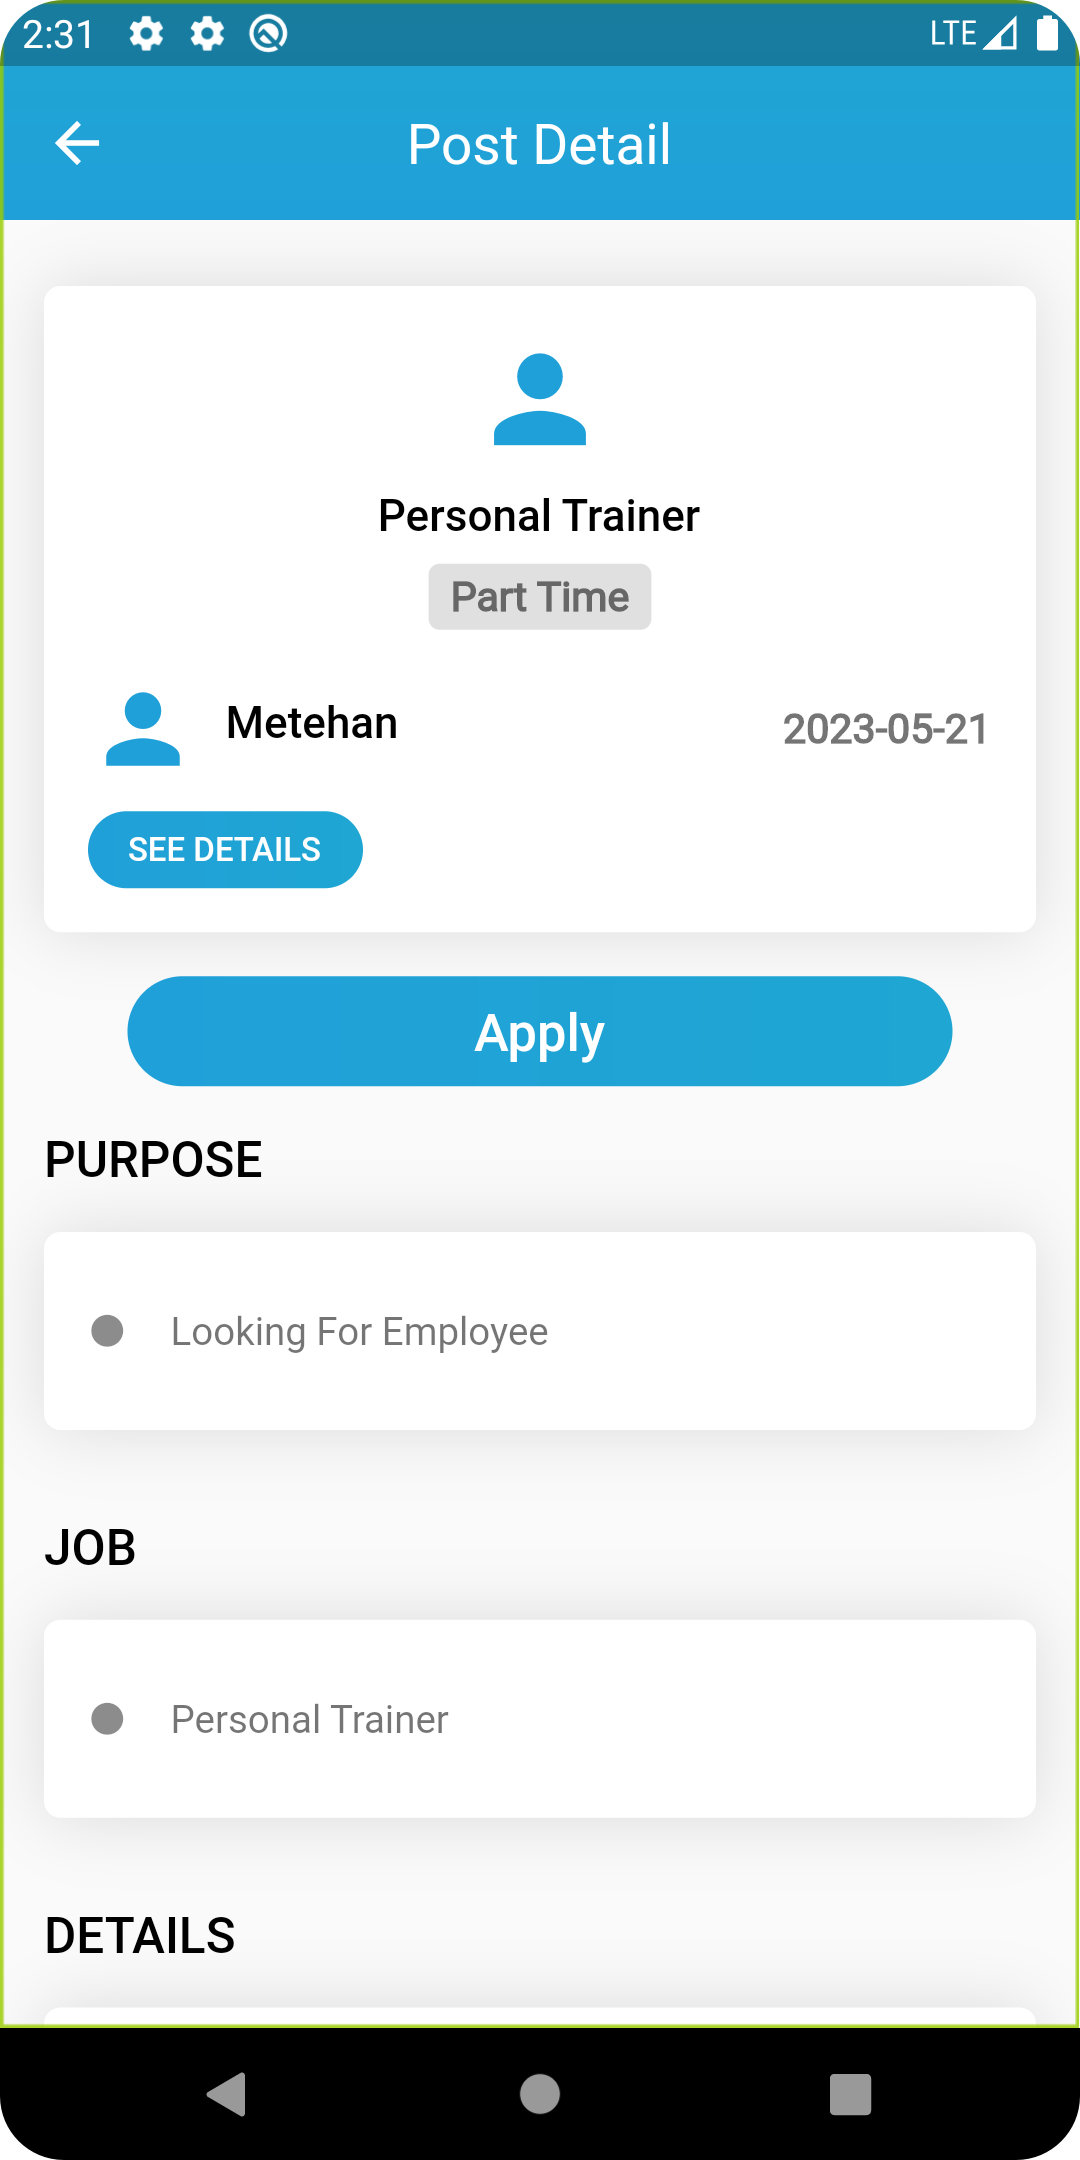 2:31 LTE
Post Detail
Personal Trainer
Part Time
Metehan 2023-05-21
SEE DETAILS
Apply
PURPOSE
Looking For Employee
JOB
Personal Trainer
DETAILS